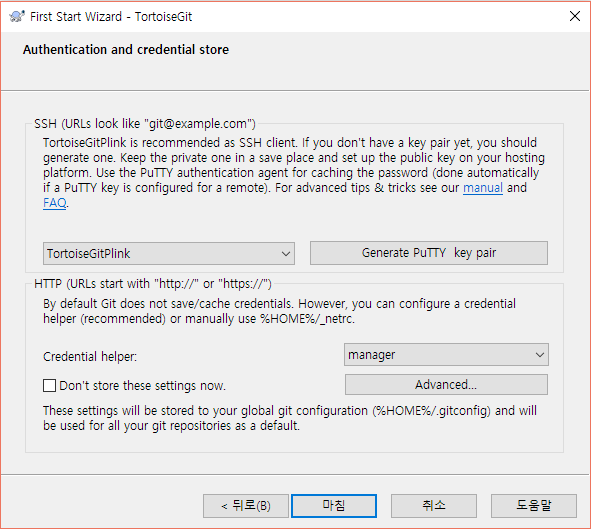 First Start Wizard - TortoiseGit
Authentication and credential store
SSH (URLs look like "git@example.com")
TortoiseGitPlink is recommended as SSH client. If you don't have a key pair yet, you should
generate one. Keep the private one in a save place and set up the public key on your hosting
platform. Use the PuTTY authentication agent for caching the password (done automatically
if a PuTTY key is configured for a remote). For advanced tips & tricks see our manual and
FAQ.
TortoiseGitPlink
Generate PuTTY key pair
HTTP (URLs start with "http://" or "https://")
By default Git does not save/cache credentials. However, you can configure a credential
helper (recommended) or manually use %HOME%/_netrc.
Credential helper:
manager
Don't store these settings now.
Advanced...
These settings will be stored to your global git configuration (%HOME%/.gitconfig) and will
be used for all your git repositories as a default.
< 뒤로(B)
마침
취소
도움말